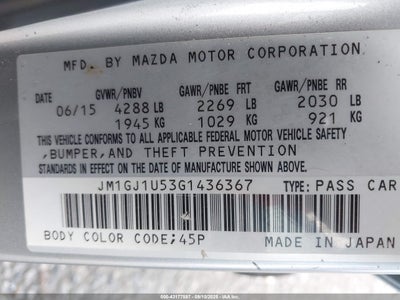 MFD. BY MAZDA MOTOR CORPORATION
DATE GVWR/PNBV GAWR/PNBE FRT GAWR/PNBE RR
06/15 4288 LB 2269 LB 2030 LB
1945 KG 1029 KG 921 KG
THIS VEHICLE CONFORMS TO ALL APPLICABLE FEDERAL MOTOR VEHICLE SAFETY
,BUMPER,AND THEFT PREVENTION
STANDARDS IN EFFECT ON THE DATE OF MANUFACTURE SHOWN ABOVE.
JM1GJ1U53G1436367 TYPE: PASS CAR
BODY COLOR CODE;45P MADE IN JAPAN